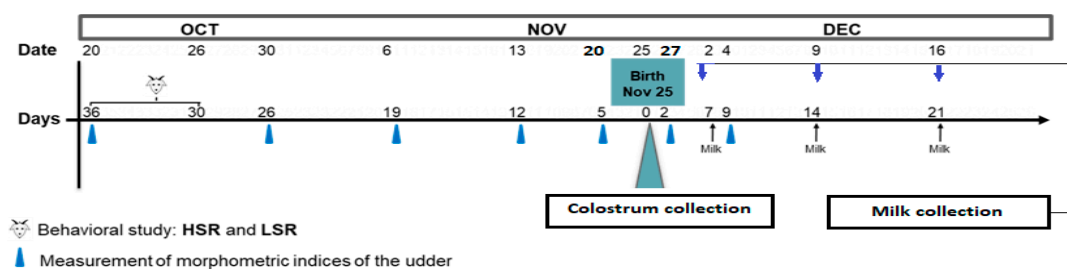 OCT NOV DEC
Date 20 26 30 6 13 20 25 27 2 4 9 16
Birth
Nov 25
Days 36 30 26 19 12 5 0 2 7 9 14 21
Milk Milk Milk
Colostrum collection Milk collection
Behavioral study: HSR and LSR
Measurement of morphometric indices of the udder